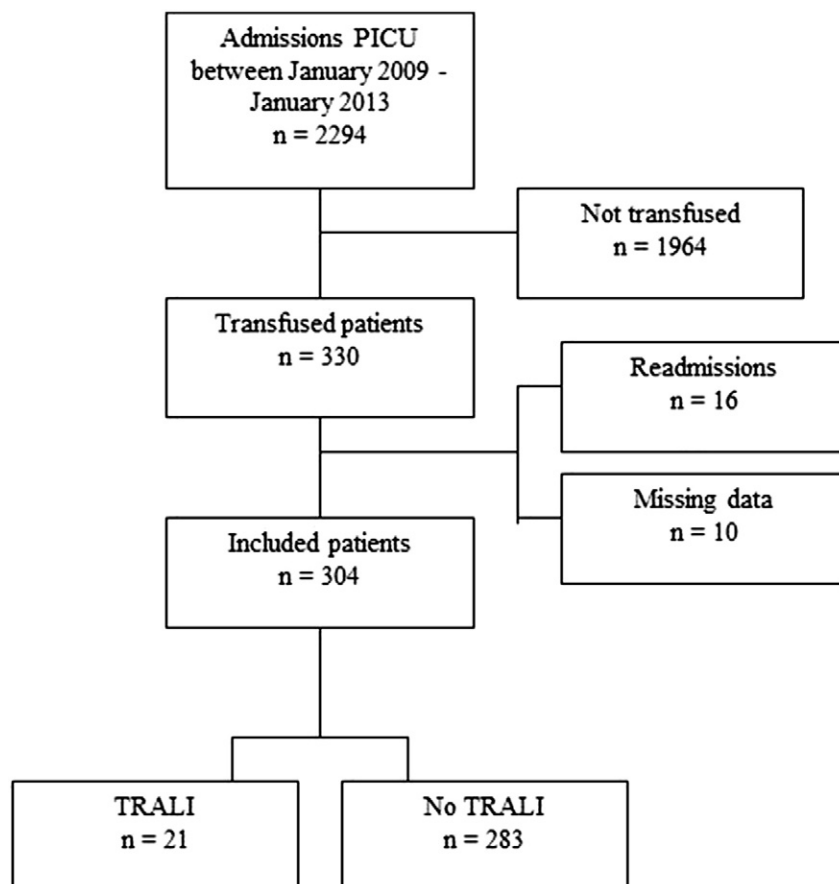 Admissions PICU
between January 2009 -
January 2013
n = 2294
Not transfused
n = 1964
Transfused patients
n = 330
Readmissions
n = 16
Missing data
n = 10
Included patients
n = 304
TRALI
n = 21
No TRALI
n = 283